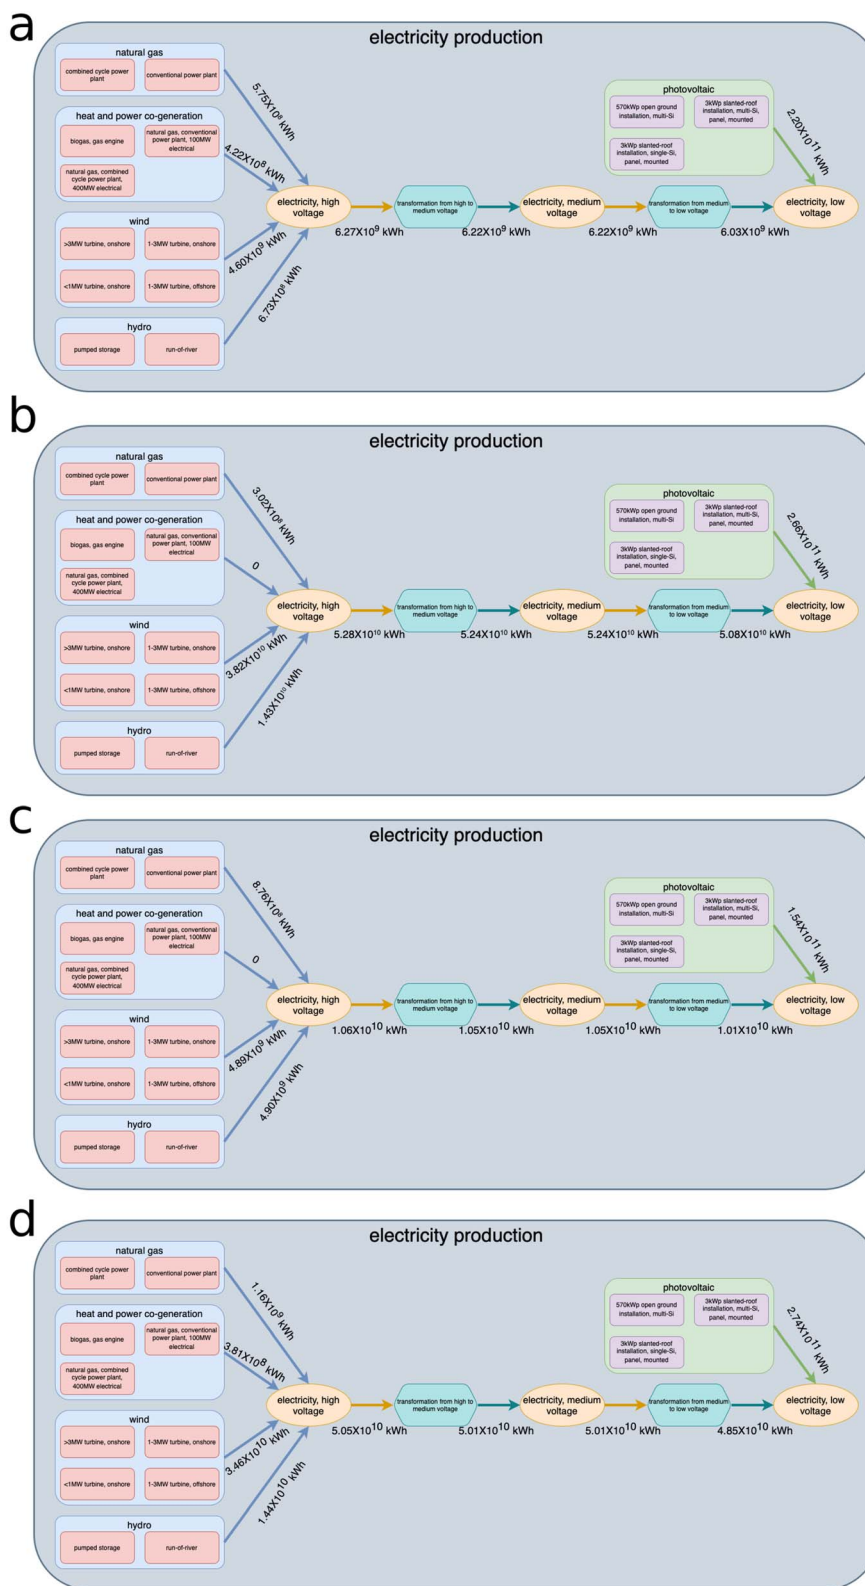 a
electricity production
natural gas
combined cycle power
plant
conventional power plant
5.75X10⁸ kWh
heat and power co-generation
biogas, gas engine
natural gas, conventional
power plant, 100MW
electrical
natural gas, combined
cycle power plant,
400MW electrical
4.22X10⁸ kWh
wind
>3MW turbine, onshore
1-3MW turbine, onshore
<1MW turbine, onshore
1-3MW turbine, offshore
4.60X10⁹ kWh
hydro
pumped storage
run-of-river
6.73X10⁸ kWh
electricity, high
voltage
6.27X10⁹ kWh
transformation from high to
medium voltage
6.22X10⁹ kWh
electricity, medium
voltage
6.22X10⁹ kWh
transformation from medium
to low voltage
6.03X10⁹ kWh
photovoltaic
570kWp open ground
installation, multi-Si
3kWp slanted-roof
installation, multi-Si,
panel, mounted
3kWp slanted-roof
installation, single-Si,
panel, mounted
2.20X10¹¹ kWh
electricity, low
voltage
b
electricity production
natural gas
combined cycle power
plant
conventional power plant
3.02X10⁸ kWh
heat and power co-generation
biogas, gas engine
natural gas, conventional
power plant, 100MW
electrical
natural gas, combined
cycle power plant,
400MW electrical
0
wind
>3MW turbine, onshore
1-3MW turbine, onshore
<1MW turbine, onshore
1-3MW turbine, offshore
3.82X10¹⁰ kWh
hydro
pumped storage
run-of-river
1.43X10¹⁰ kWh
electricity, high
voltage
5.28X10¹⁰ kWh
transformation from high to
medium voltage
5.24X10¹⁰ kWh
electricity, medium
voltage
5.24X10¹⁰ kWh
transformation from medium
to low voltage
5.08X10¹⁰ kWh
photovoltaic
570kWp open ground
installation, multi-Si
3kWp slanted-roof
installation, multi-Si,
panel, mounted
3kWp slanted-roof
installation, single-Si,
panel, mounted
2.66X10¹¹ kWh
electricity, low
voltage
c
electricity production
natural gas
combined cycle power
plant
conventional power plant
8.76X10⁸ kWh
heat and power co-generation
biogas, gas engine
natural gas, conventional
power plant, 100MW
electrical
natural gas, combined
cycle power plant,
400MW electrical
0
wind
>3MW turbine, onshore
1-3MW turbine, onshore
<1MW turbine, onshore
1-3MW turbine, offshore
4.89X10⁹ kWh
hydro
pumped storage
run-of-river
4.90X10⁹ kWh
electricity, high
voltage
1.06X10¹⁰ kWh
transformation from high to
medium voltage
1.05X10¹⁰ kWh
electricity, medium
voltage
1.05X10¹⁰ kWh
transformation from medium
to low voltage
1.01X10¹⁰ kWh
photovoltaic
570kWp open ground
installation, multi-Si
3kWp slanted-roof
installation, multi-Si,
panel, mounted
3kWp slanted-roof
installation, single-Si,
panel, mounted
1.54X10¹¹ kWh
electricity, low
voltage
d
electricity production
natural gas
combined cycle power
plant
conventional power plant
1.16X10⁹ kWh
heat and power co-generation
biogas, gas engine
natural gas, conventional
power plant, 100MW
electrical
natural gas, combined
cycle power plant,
400MW electrical
3.81X10⁸ kWh
wind
>3MW turbine, onshore
1-3MW turbine, onshore
<1MW turbine, onshore
1-3MW turbine, offshore
3.46X10¹⁰ kWh
hydro
pumped storage
run-of-river
1.44X10¹⁰ kWh
electricity, high
voltage
5.05X10¹⁰ kWh
transformation from high to
medium voltage
5.01X10¹⁰ kWh
electricity, medium
voltage
5.01X10¹⁰ kWh
transformation from medium
to low voltage
4.85X10¹⁰ kWh
photovoltaic
570kWp open ground
installation, multi-Si
3kWp slanted-roof
installation, multi-Si,
panel, mounted
3kWp slanted-roof
installation, single-Si,
panel, mounted
2.74X10¹¹ kWh
electricity, low
voltage